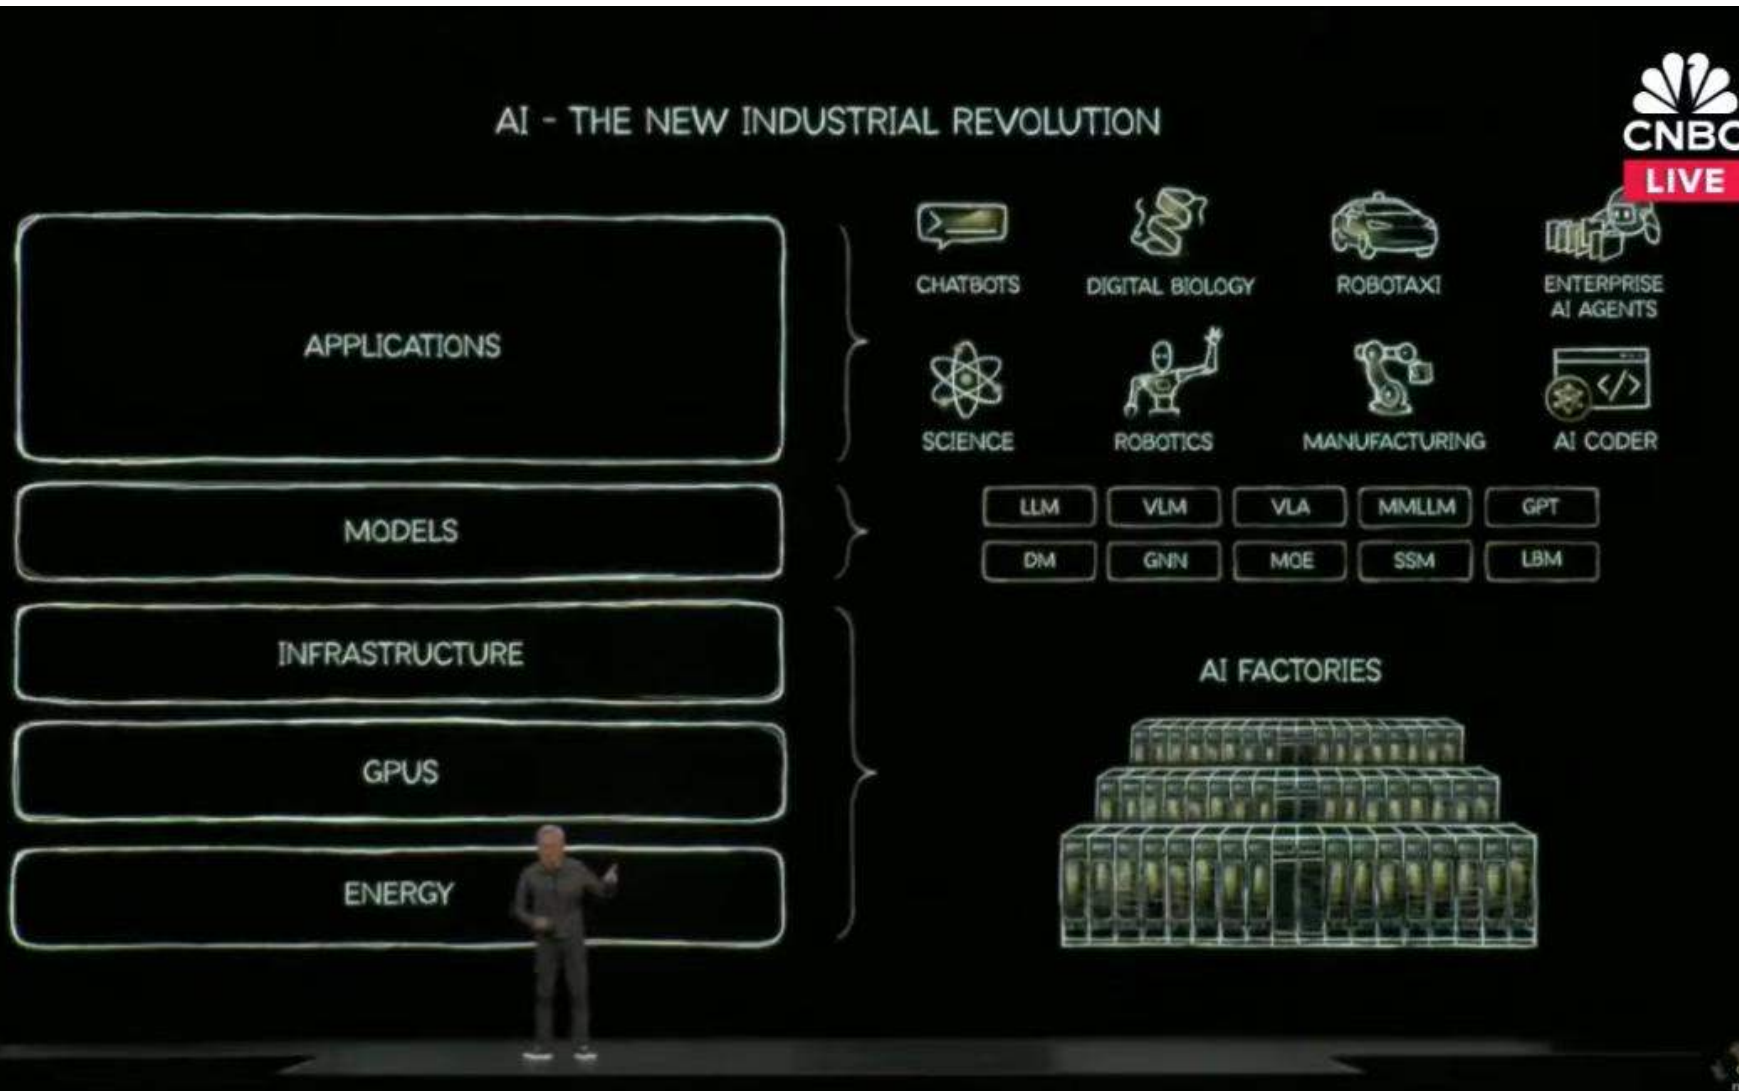 AI - THE NEW INDUSTRIAL REVOLUTION
CNBC
LIVE
APPLICATIONS
CHATBOTS
DIGITAL BIOLOGY
ROBOTAXI
ENTERPRISE
AI AGENTS
SCIENCE
ROBOTICS
MANUFACTURING
AI CODER
MODELS
LLM
VLM
VLA
MMLLM
GPT
DM
GNN
MOE
SSM
LBM
INFRASTRUCTURE
GPUS
ENERGY
AI FACTORIES